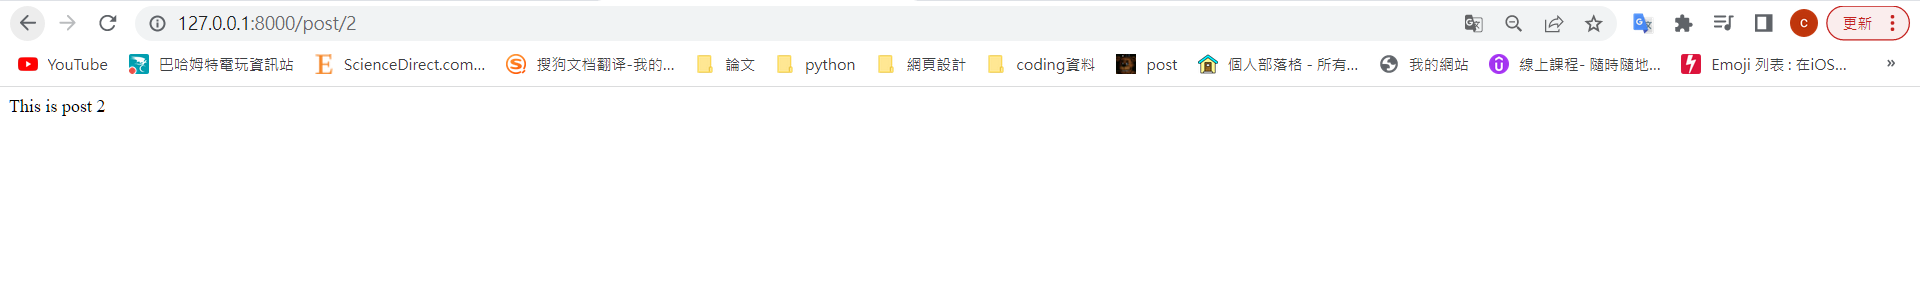 127.0.0.1:8000/post/2
C
更新
YouTube
巴哈姆特電玩資訊站
ScienceDirect.com...
搜狗文档翻译-我的...
論文
python
網頁設計
coding資料
post
個人部落格 - 所有...
我的網站
線上課程- 隨時隨地...
Emoji 列表 : 在iOS...
»
This is post 2